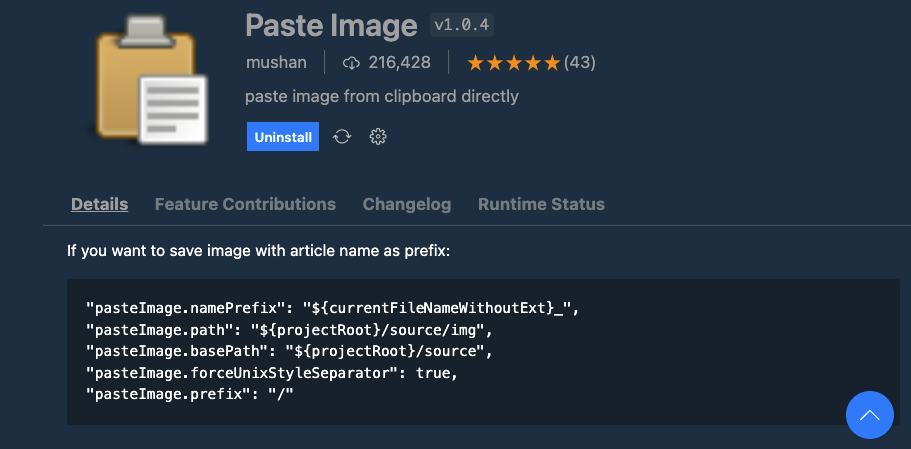 Paste Image v1.0.4
mushan 216,428 (43)
paste image from clipboard directly
Uninstall
Details Feature Contributions Changelog Runtime Status
If you want to save image with article name as prefix:
"pasteImage.namePrefix": "${currentFileNameWithoutExt}_",
"pasteImage.path": "${projectRoot}/source/img",
"pasteImage.basePath": "${projectRoot}/source",
"pasteImage.forceUnixStyleSeparator": true,
"pasteImage.prefix": "/"